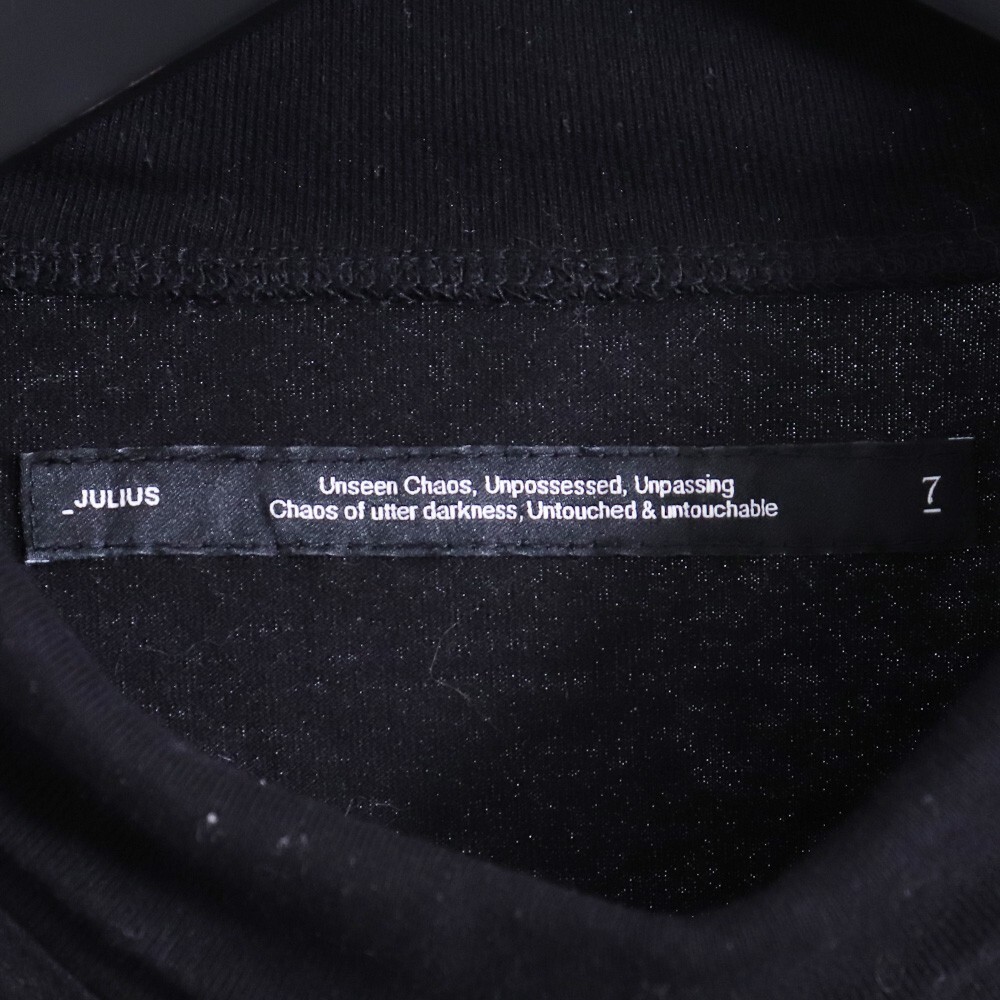 _JULIUS
Unseen Chaos, Unpossessed, Unpassing
Chaos of utter darkness, Untouched & untouchable
7